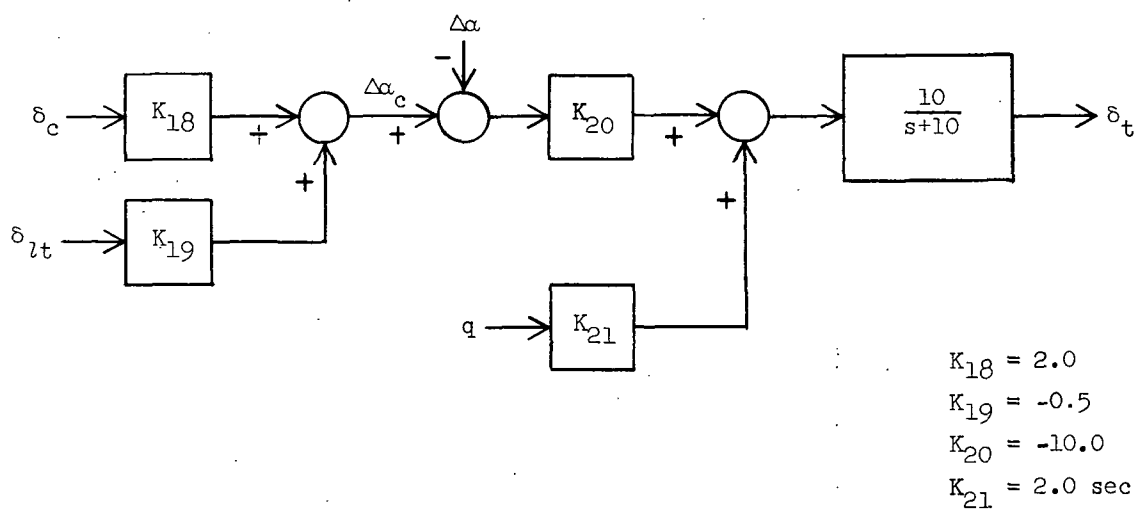 Δα
−
δc K18 + Δαc + K20 + 10/(s+10) δt
+
+
δlt K19
q K21
K18 = 2.0
K19 = -0.5
K20 = -10.0
K21 = 2.0 sec